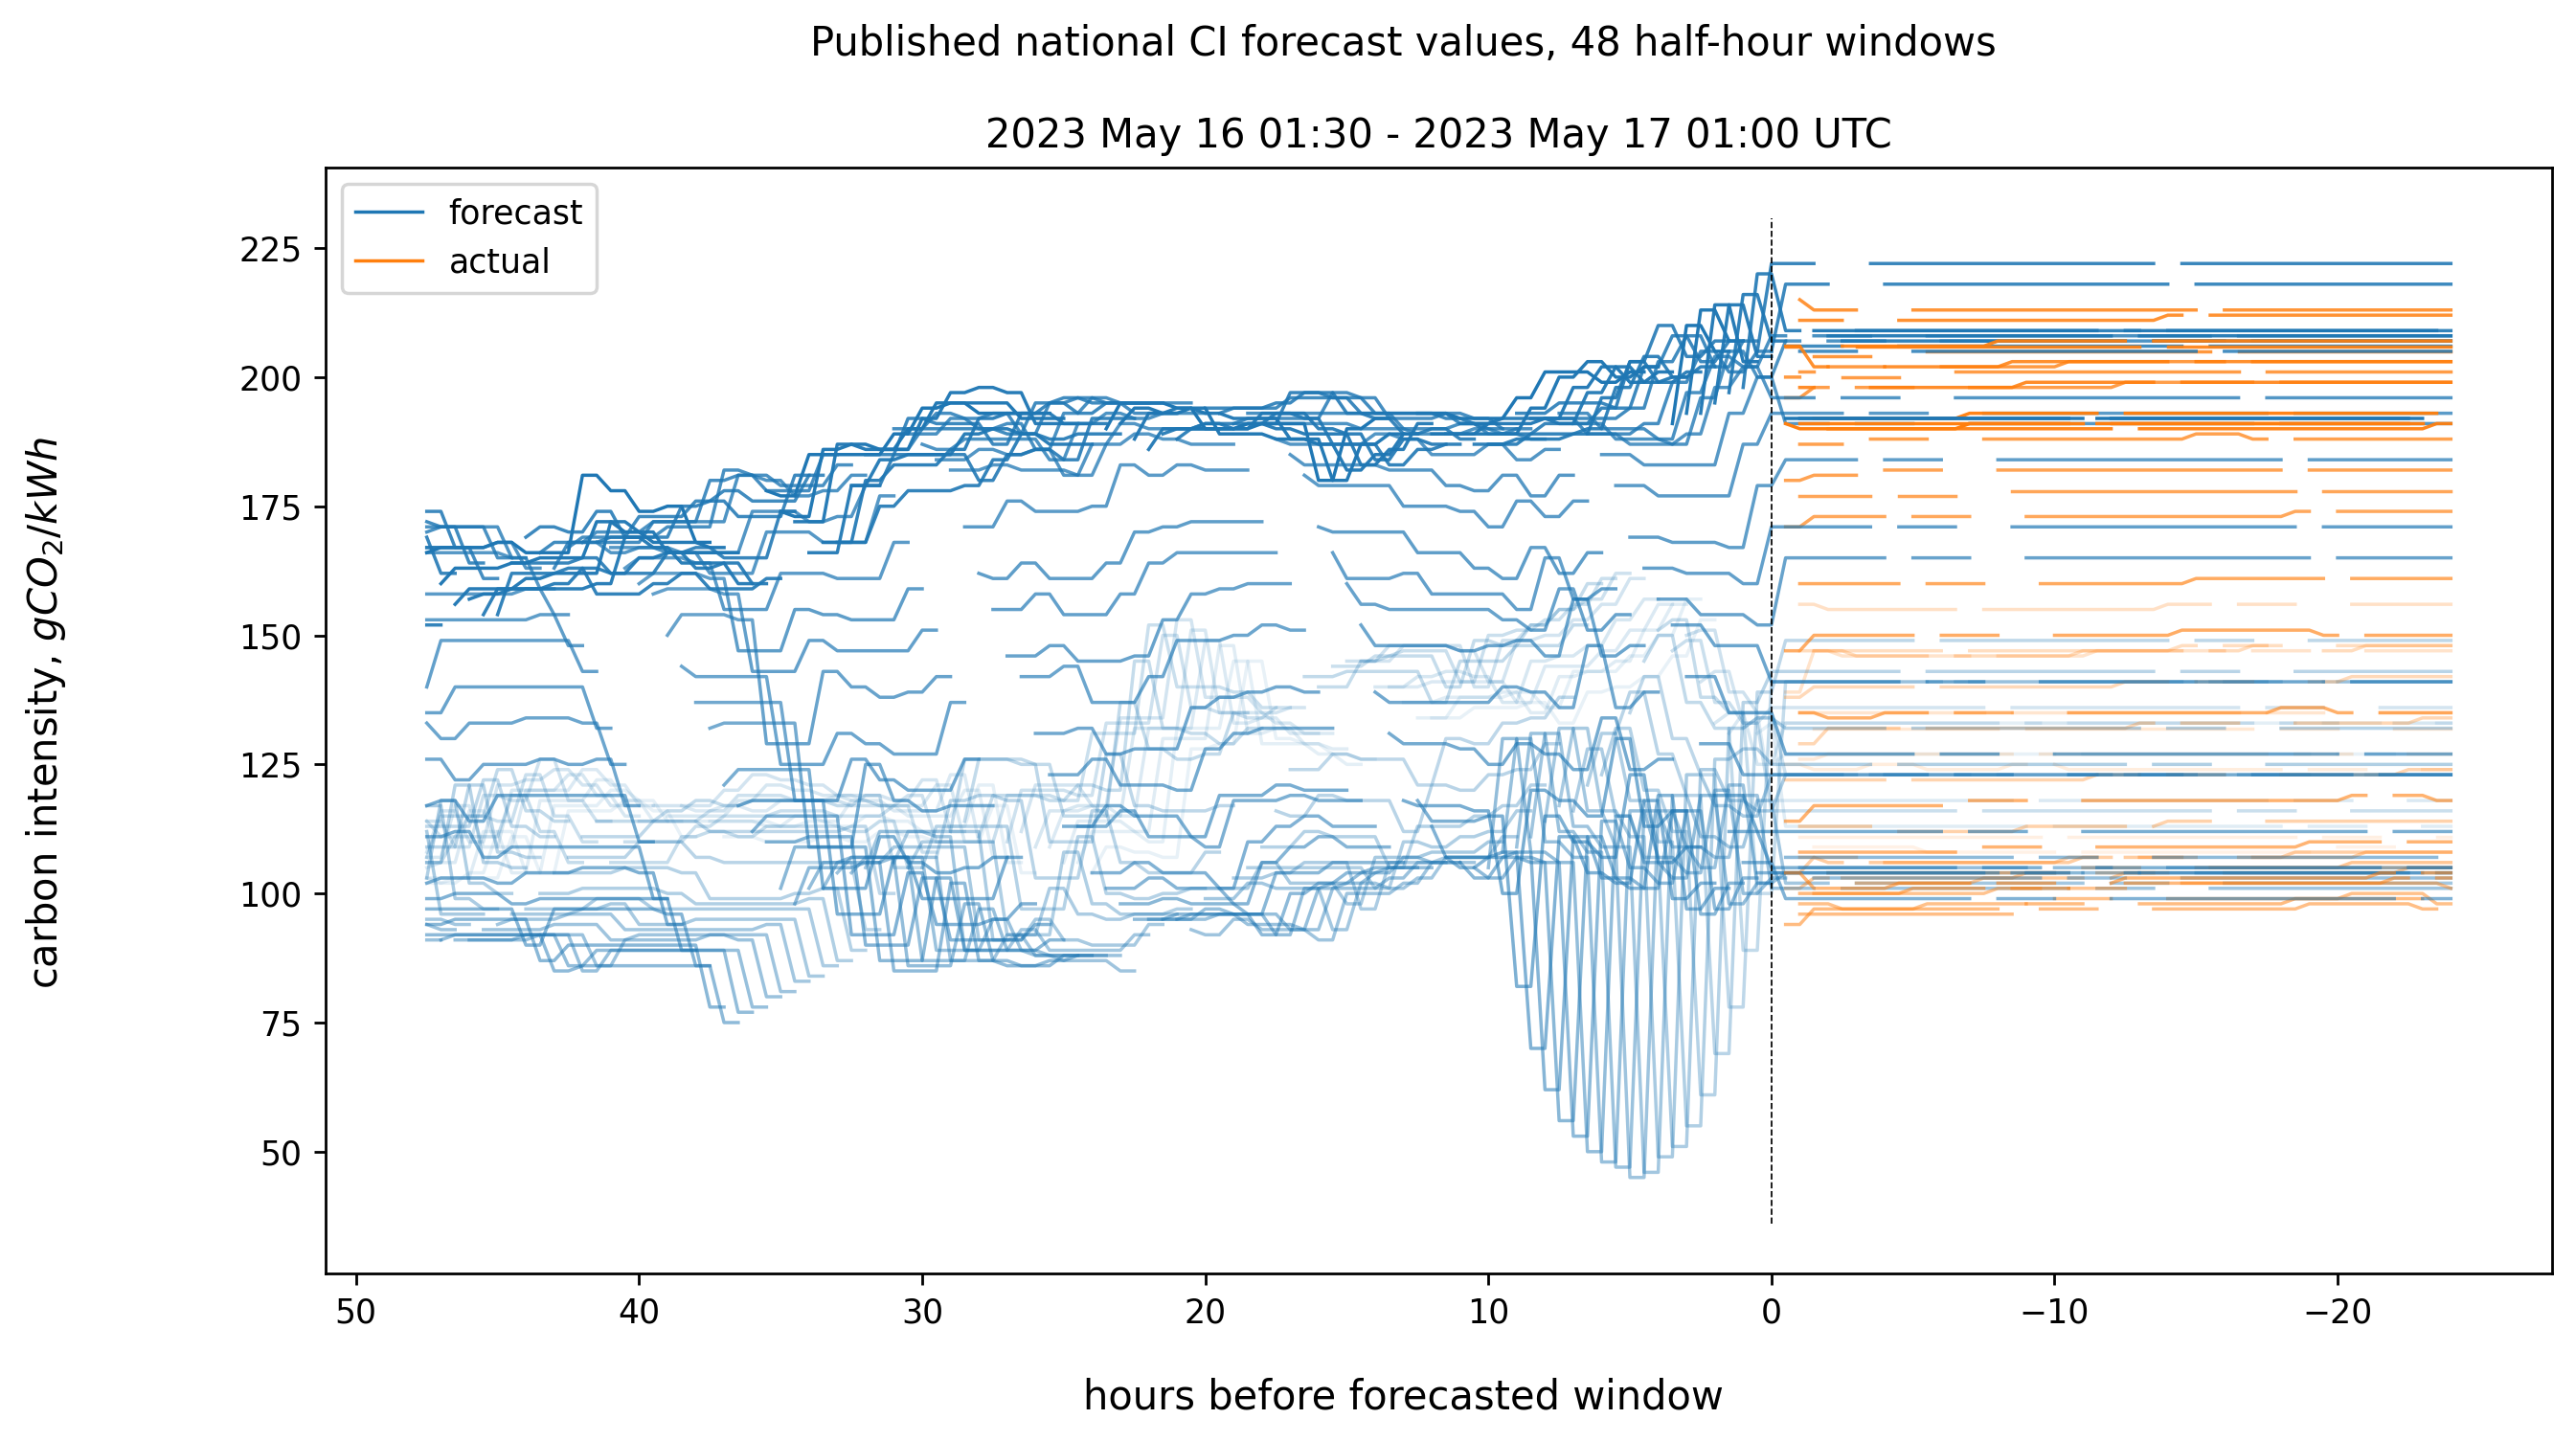 Published national CI forecast values, 48 half-hour windows
2023 May 16 01:30 - 2023 May 17 01:00 UTC
forecast
actual
carbon intensity, gCO₂/kWh
225
200
175
150
125
100
75
50
50 40 30 20 10 0 −10 −20
hours before forecasted window